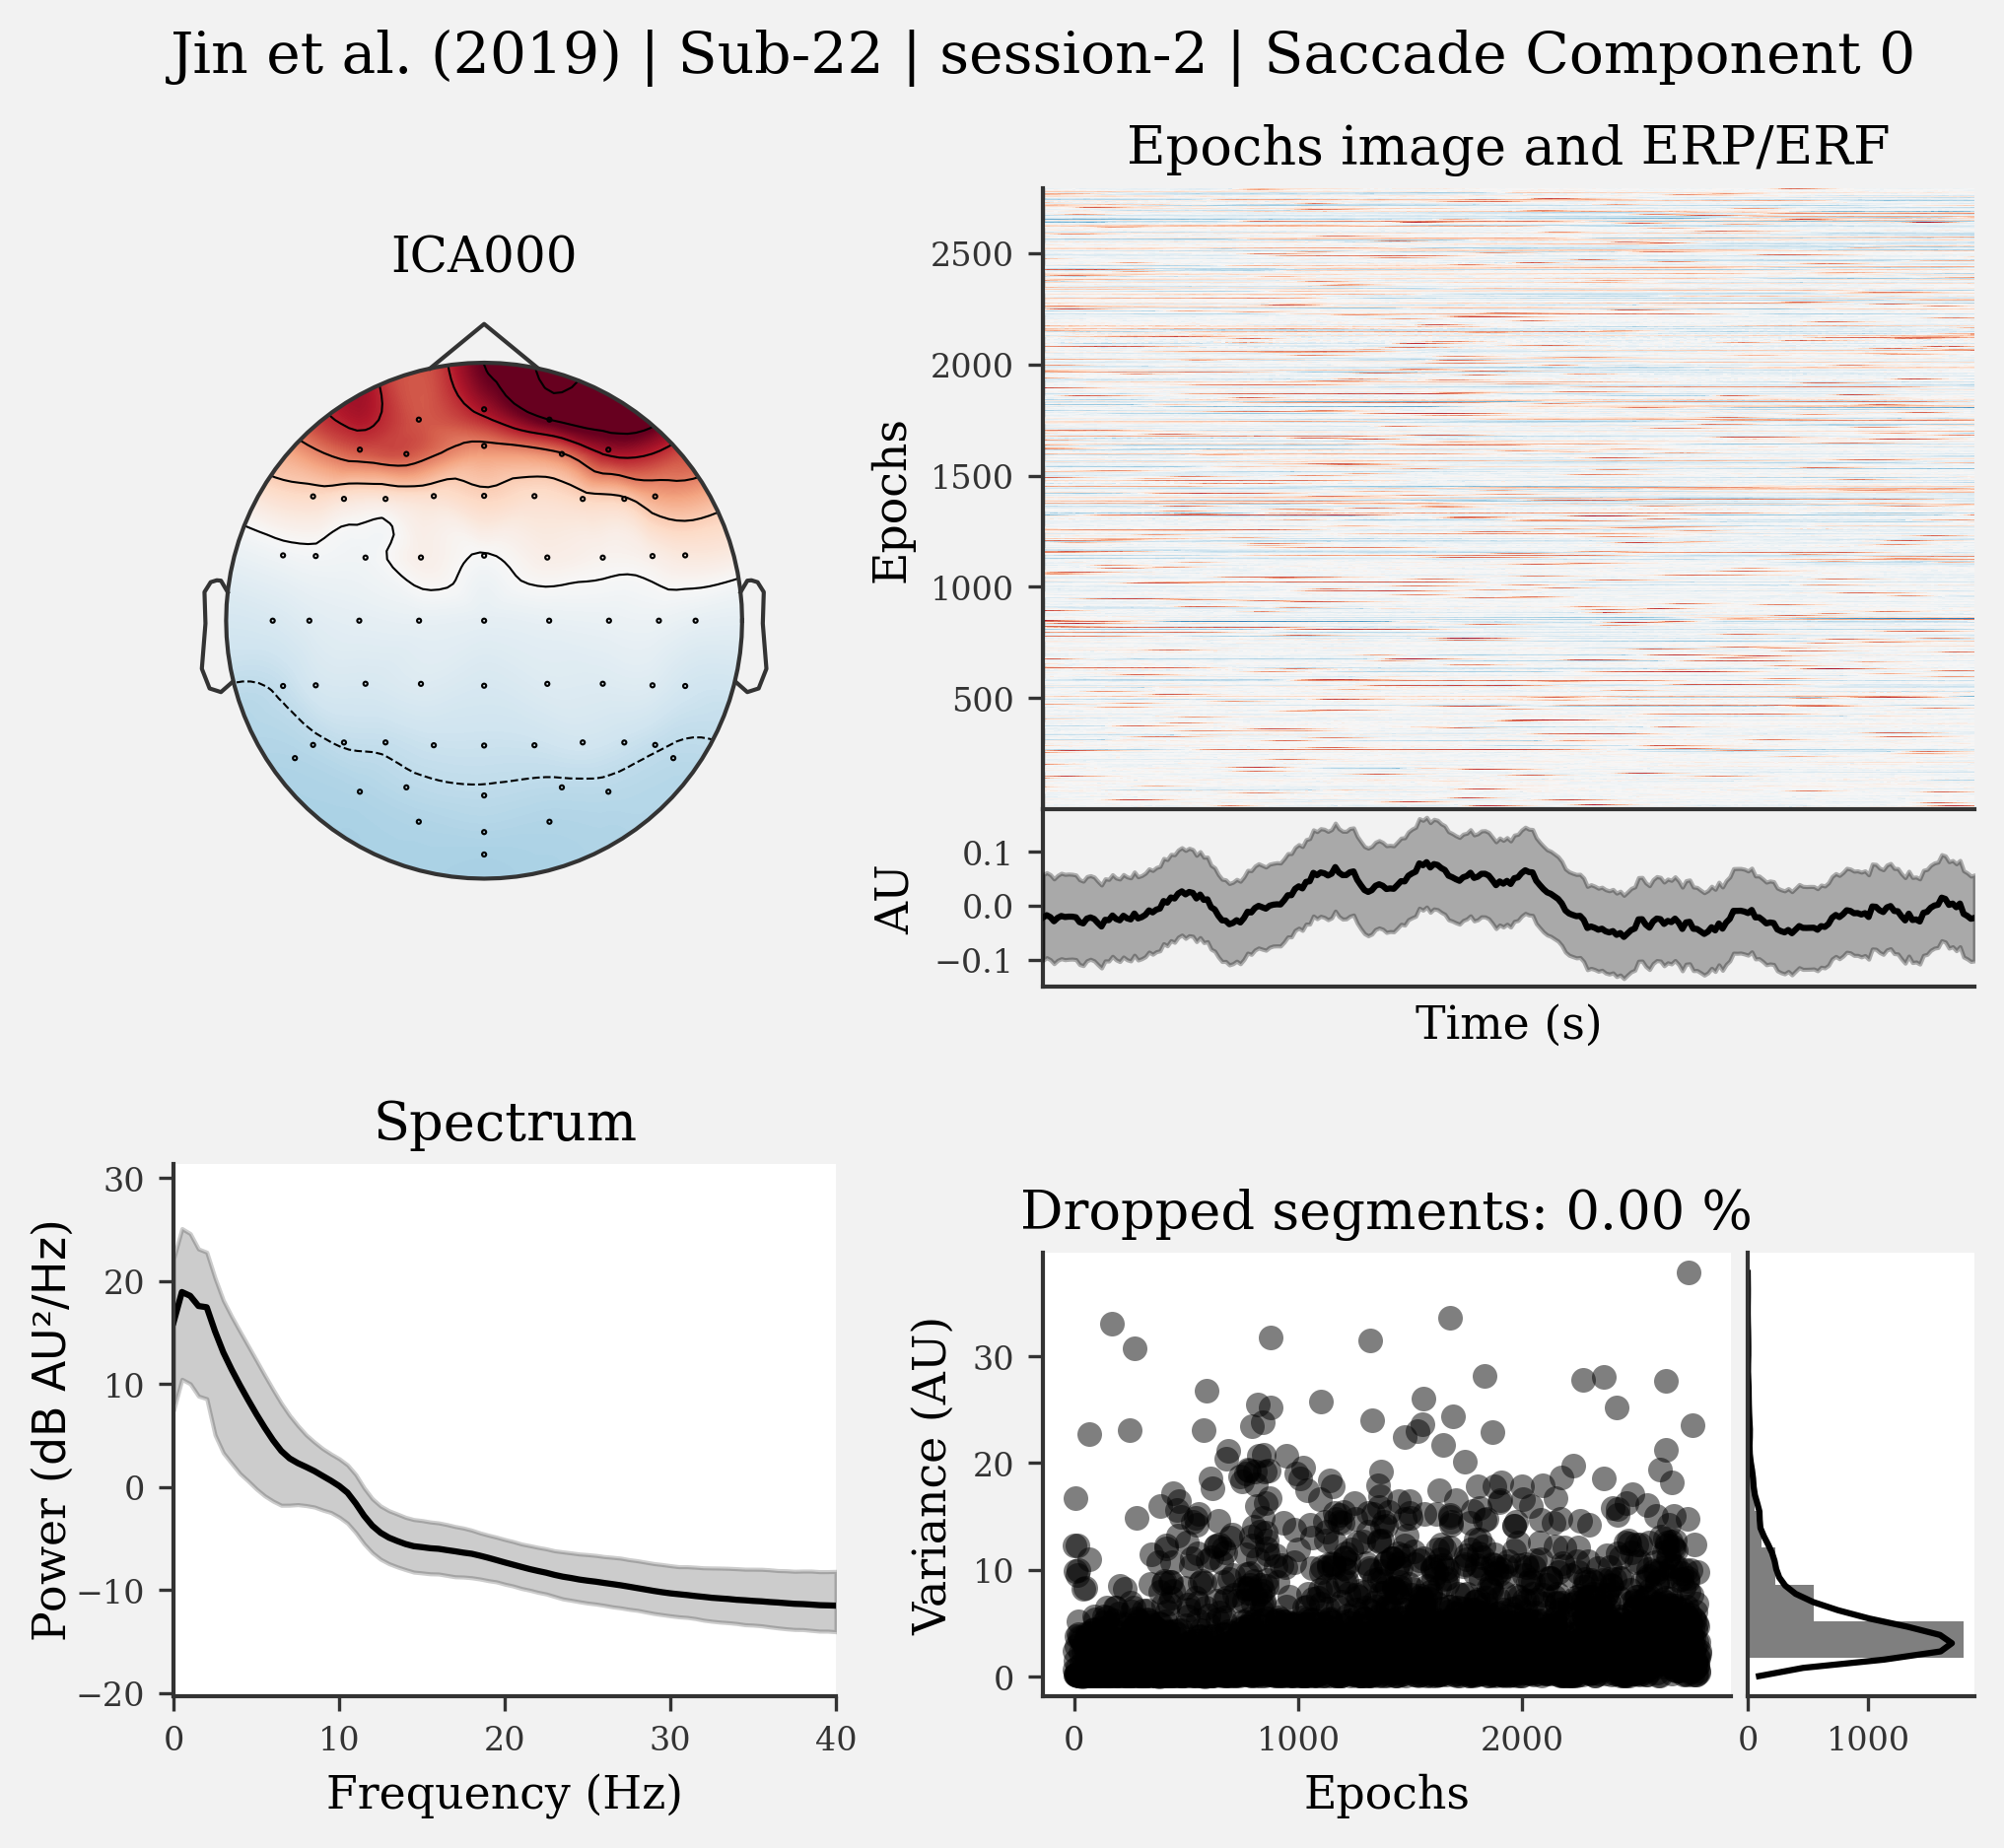 Jin et al. (2019) | Sub-22 | session-2 | Saccade Component 0
ICA000
Epochs image and ERP/ERF
Epochs
2500
2000
1500
1000
500
AU
0.1
0.0
−0.1
Time (s)
Spectrum
Power (dB AU²/Hz)
30
20
10
0
−10
−20
0 10 20 30 40
Frequency (Hz)
Dropped segments: 0.00 %
Variance (AU)
30
20
10
0
0 1000 2000
Epochs
0 1000